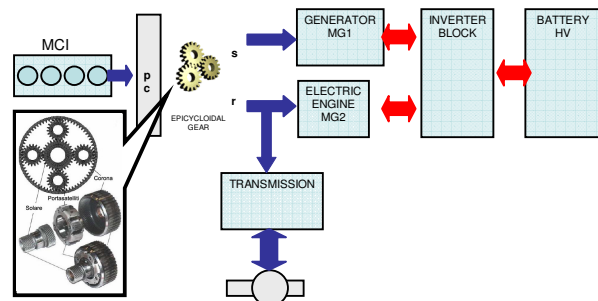 MCI
p
c
s
r
EPICYCLOIDAL
GEAR
GENERATOR
MG1
ELECTRIC
ENGINE
MG2
INVERTER
BLOCK
BATTERY
HV
TRANSMISSION
Corona
Portasatelliti
Solare